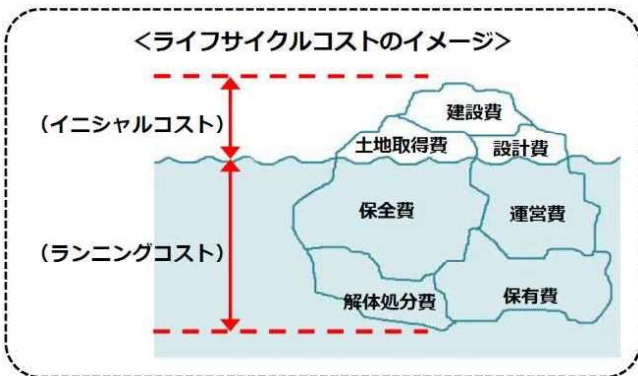 <ライフサイクルコストのイメージ>
(イニシャルコスト)
建設費
土地取得費
設計費
(ランニングコスト)
保全費
運営費
解体処分費
保有費